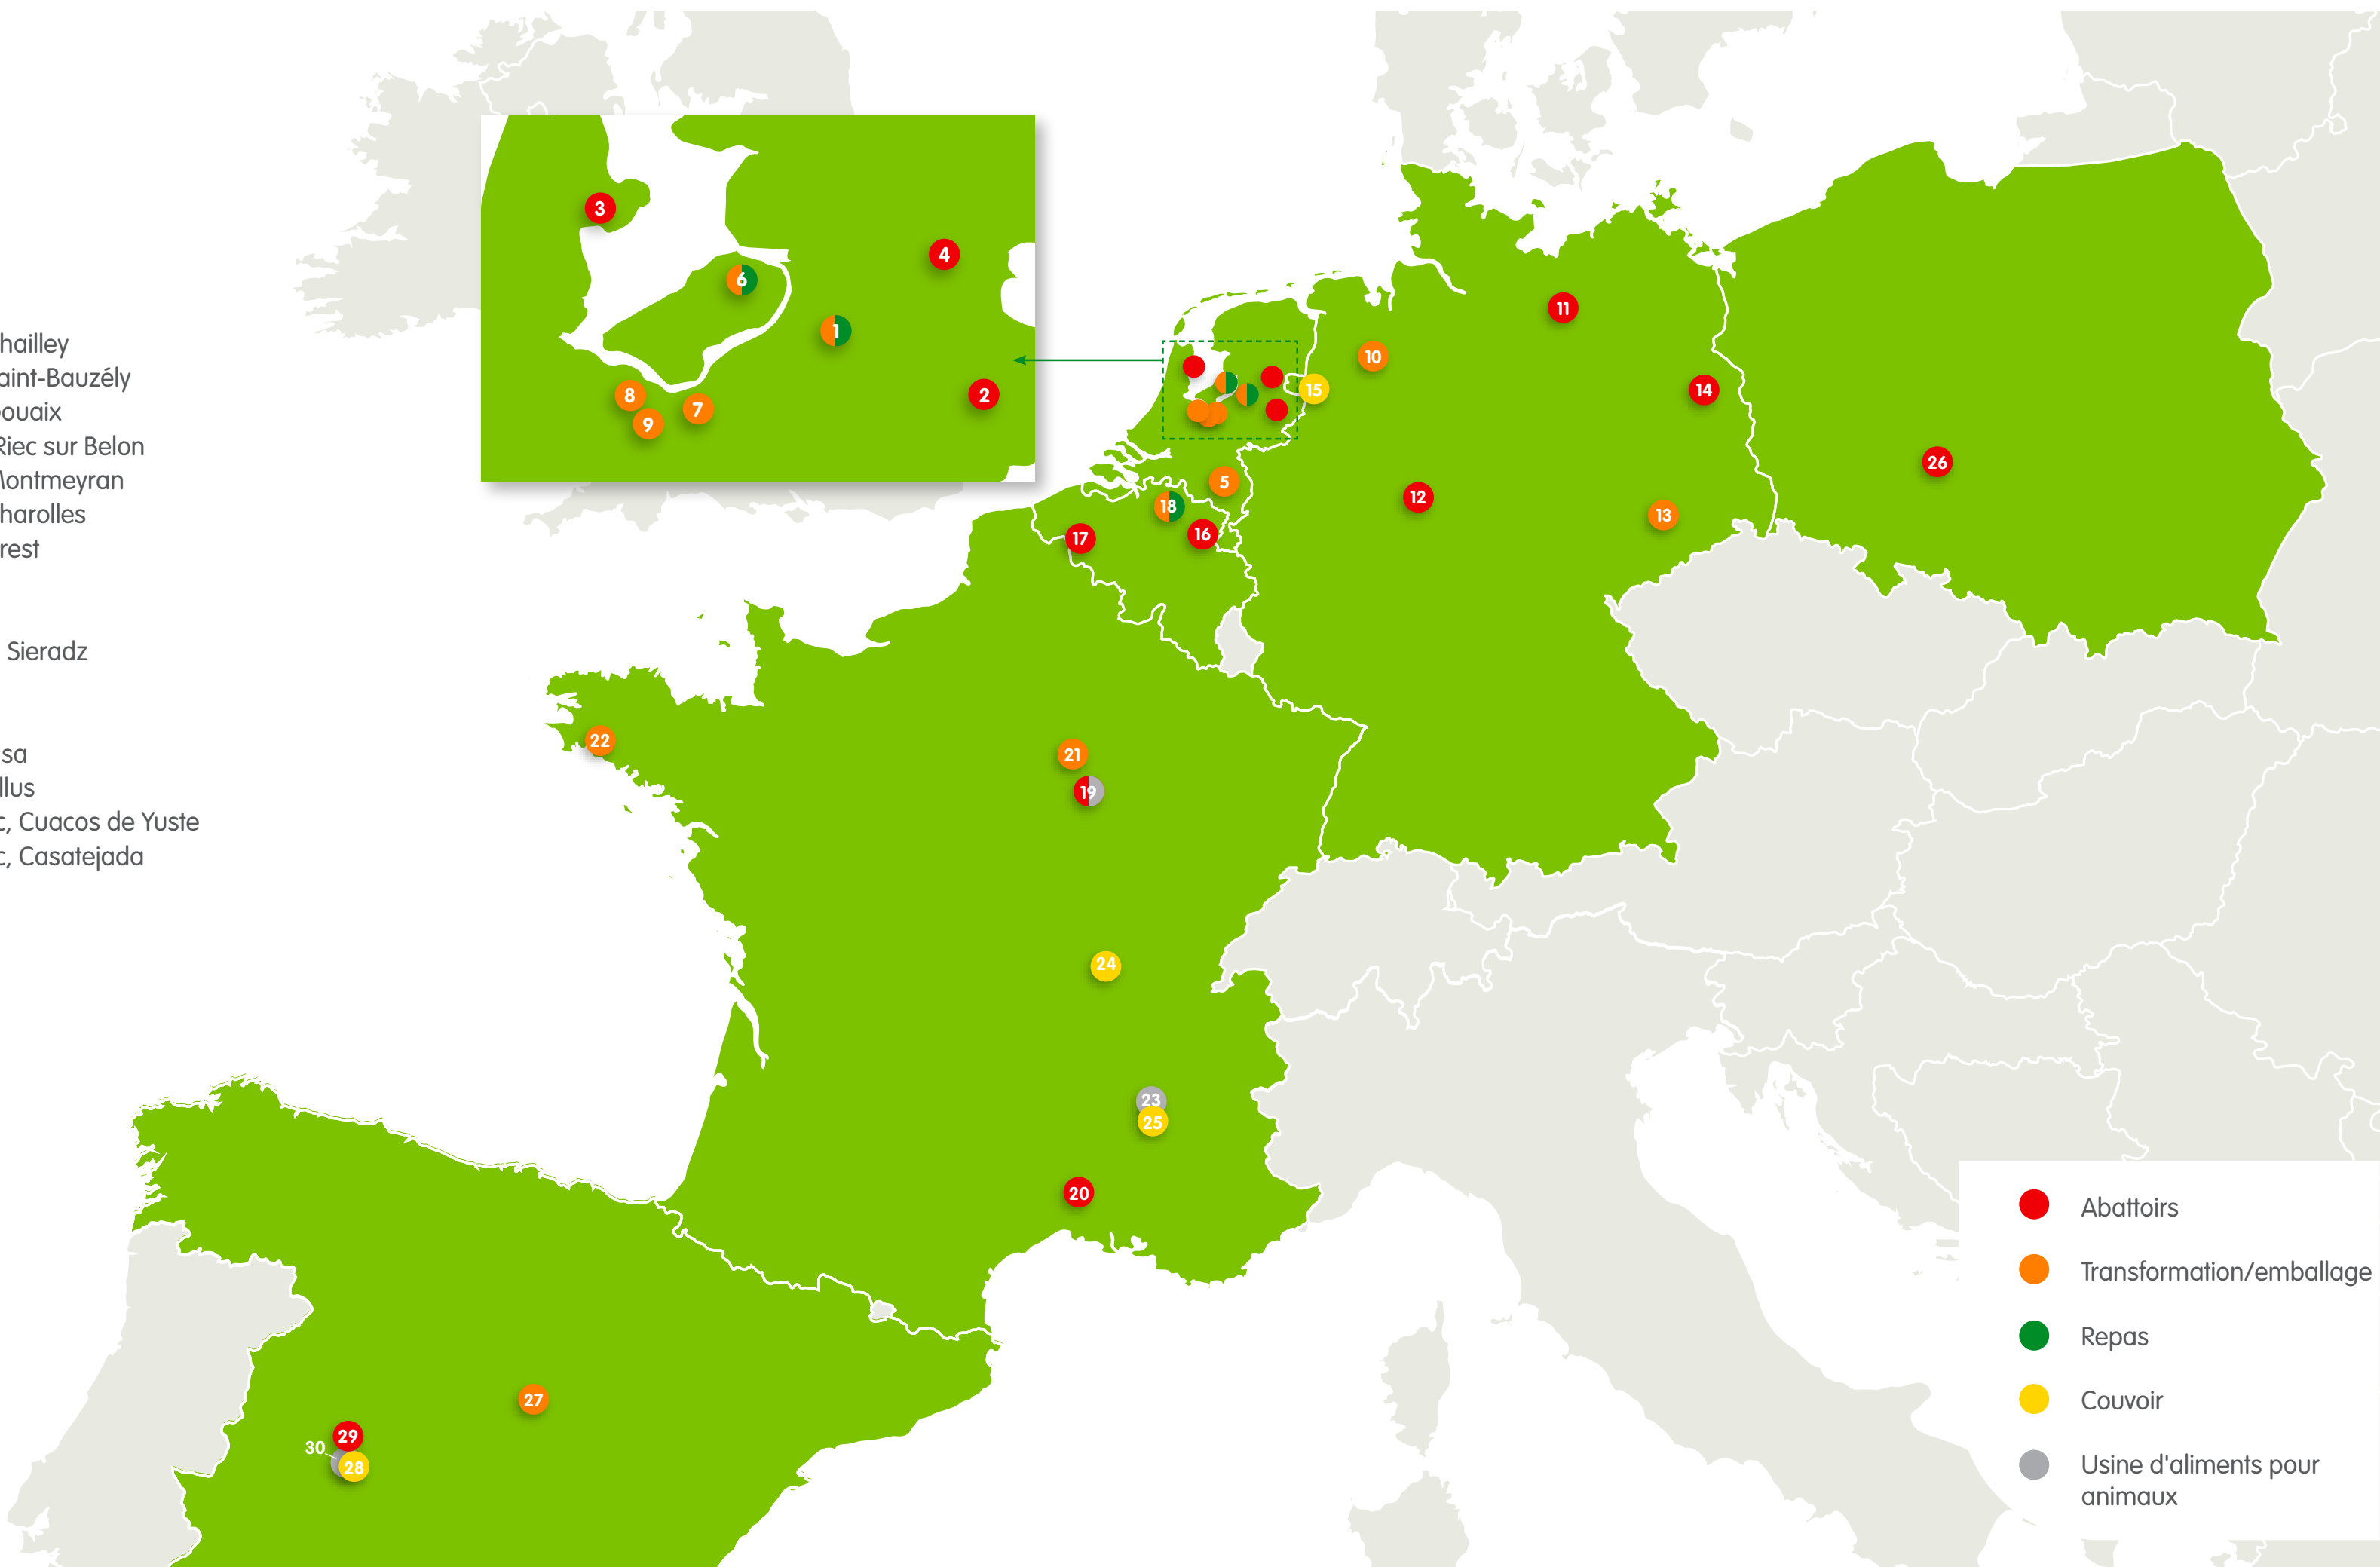 hailley
aint-Bauzély
ouaix
Riec sur Belon
Montmeyran
harolles
rest
Sieradz
sa
llus
c, Cuacos de Yuste
c, Casatejada
3
4
6
1
8
7
9
2
11
10
15
14
26
5
12
18
13
16
17
22
21
19
24
23
25
20
27
29
30
28
Abattoirs
Transformation/emballage
Repas
Couvoir
Usine d'aliments pour
animaux